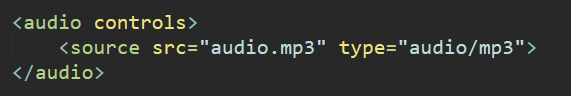 <audio controls>
    <source src="audio.mp3" type="audio/mp3">
</audio>